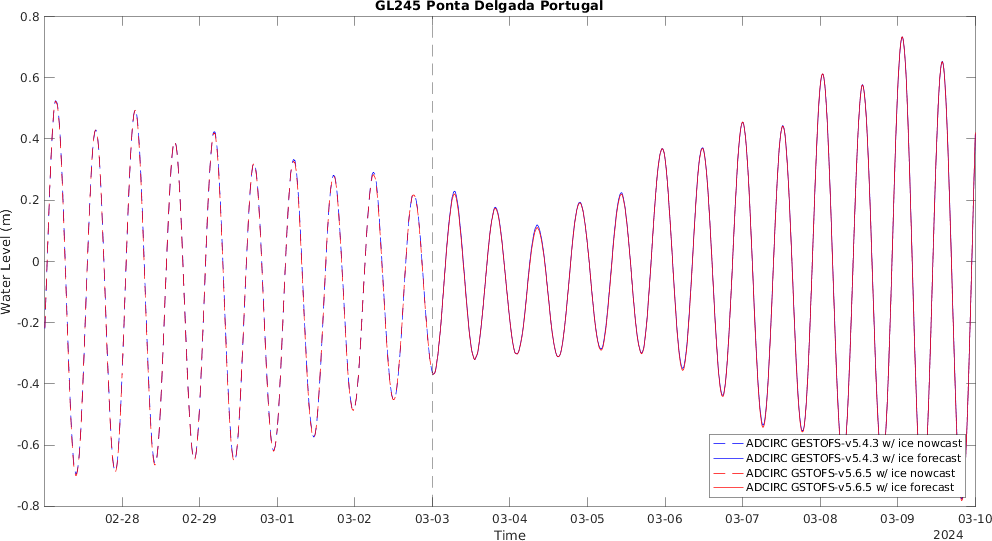 GL245 Ponta Delgada Portugal
0.8
0.6
0.4
0.2
0
-0.2
-0.4
-0.6
-0.8
Water Level (m)
ADCIRC GESTOFS-v5.4.3 w/ ice nowcast
ADCIRC GESTOFS-v5.4.3 w/ ice forecast
ADCIRC GSTOFS-v5.6.5 w/ ice nowcast
ADCIRC GSTOFS-v5.6.5 w/ ice forecast
02-28 02-29 03-01 03-02 03-03 03-04 03-05 03-06 03-07 03-08 03-09 03-10
Time
2024